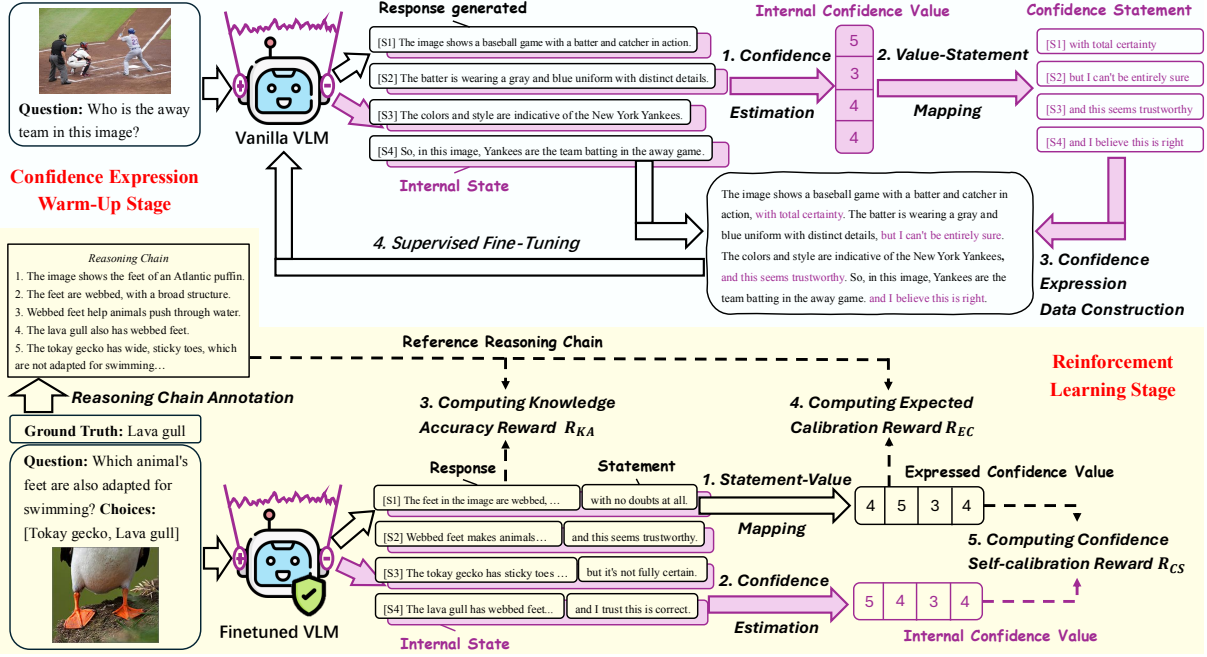 Question: Who is the away
team in this image?
Vanilla VLM
Response generated
[S1] The image shows a baseball game with a batter and catcher in action.
[S2] The batter is wearing a gray and blue uniform with distinct details.
[S3] The colors and style are indicative of the New York Yankees.
[S4] So, in this image, Yankees are the team batting in the away game.
Internal State
1. Confidence
Estimation
Internal Confidence Value
5
3
4
4
2. Value-Statement
Mapping
Confidence Statement
[S1] with total certainty
[S2] but I can't be entirely sure
[S3] and this seems trustworthy
[S4] and I believe this is right
Confidence Expression
Warm-Up Stage
4. Supervised Fine-Tuning
The image shows a baseball game with a batter and catcher in
action, with total certainty. The batter is wearing a gray and
blue uniform with distinct details, but I can't be entirely sure.
The colors and style are indicative of the New York Yankees,
and this seems trustworthy. So, in this image, Yankees are the
team batting in the away game. and I believe this is right.
3. Confidence
Expression
Data Construction
Reasoning Chain
1. The image shows the feet of an Atlantic puffin.
2. The feet are webbed, with a broad structure.
3. Webbed feet help animals push through water.
4. The lava gull also has webbed feet.
5. The tokay gecko has wide, sticky toes, which
are not adapted for swimming…
Reasoning Chain Annotation
Ground Truth: Lava gull
Question: Which animal's
feet are also adapted for
swimming? Choices:
[Tokay gecko, Lava gull]
Finetuned VLM
Reference Reasoning Chain
Reinforcement
Learning Stage
3. Computing Knowledge
Accuracy Reward R_KA
4. Computing Expected
Calibration Reward R_EC
Response
Statement
[S1] The feet in the image are webbed, …
with no doubts at all.
[S2] Webbed feet makes animals…
and this seems trustworthy.
[S3] The tokay gecko has sticky toes …
but it's not fully certain.
[S4] The lava gull has webbed feet...
and I trust this is correct.
Internal State
1. Statement-Value
Mapping
Expressed Confidence Value
4 5 3 4
2. Confidence
Estimation
5 4 3 4
Internal Confidence Value
5. Computing Confidence
Self-calibration Reward R_CS